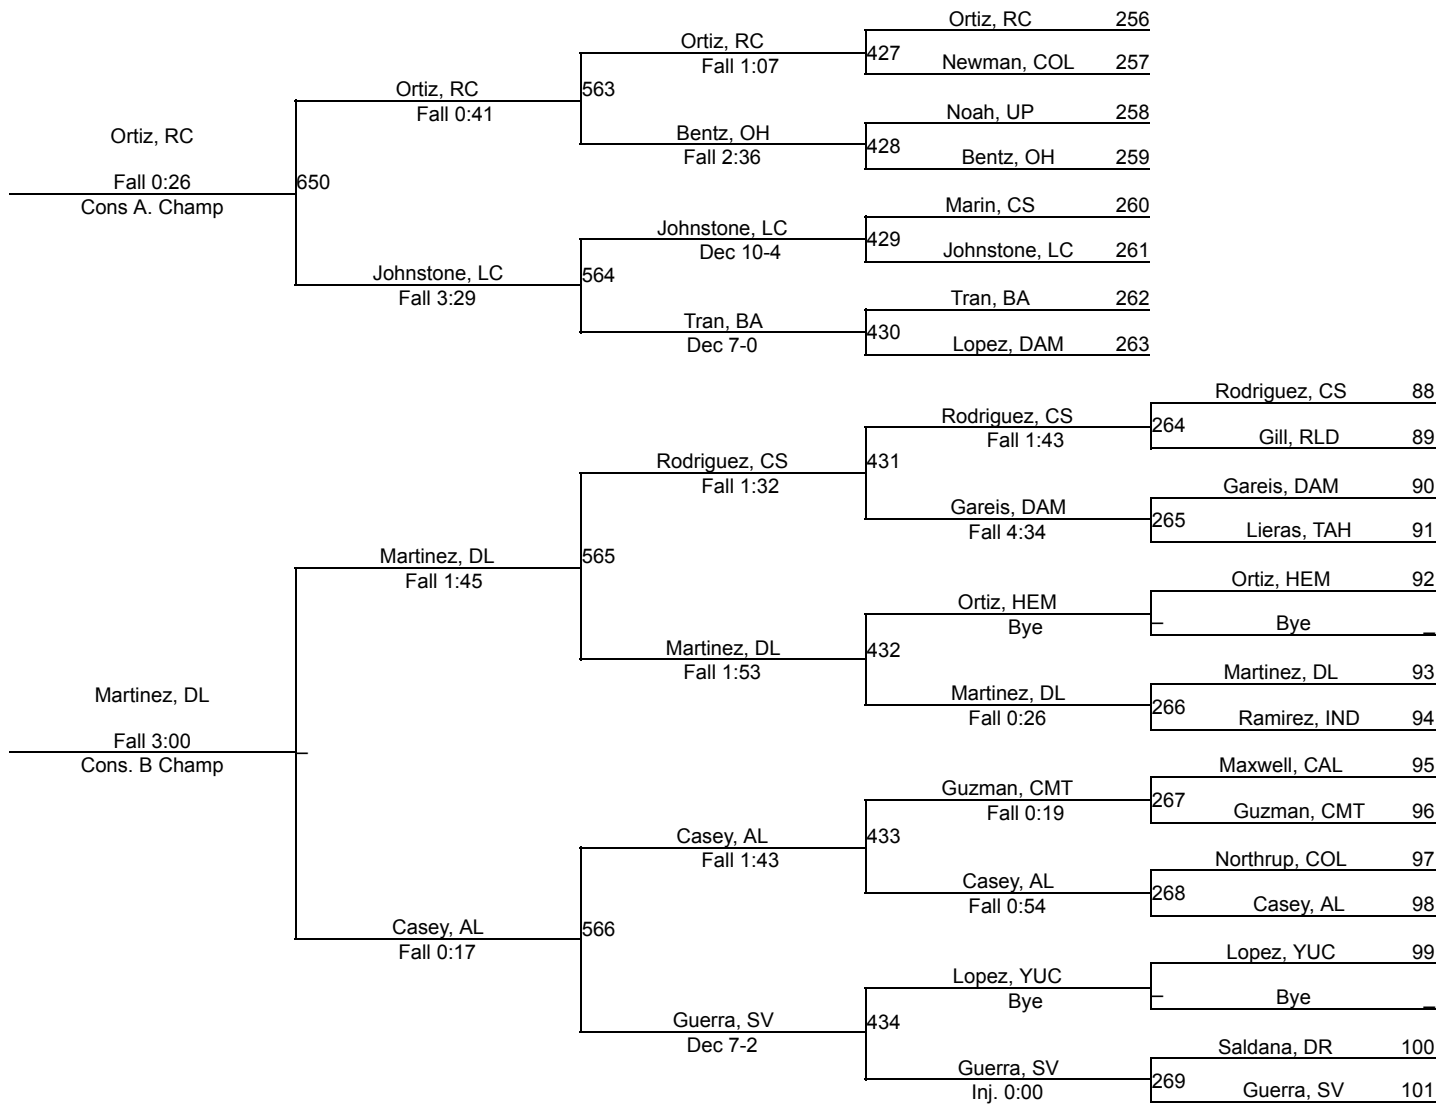 Ortiz, RC 256
Ortiz, RC
427
Fall 1:07
Newman, COL 257
Ortiz, RC
563
Fall 0:41
Noah, UP 258
Ortiz, RC
Bentz, OH
428
Fall 2:36
Bentz, OH 259
Fall 0:26
650
Cons A. Champ
Marin, CS 260
Johnstone, LC
429
Dec 10-4
Johnstone, LC 261
Johnstone, LC
564
Fall 3:29
Tran, BA 262
Tran, BA
430
Dec 7-0
Lopez, DAM 263
Rodriguez, CS 88
Rodriguez, CS
264
Fall 1:43
Gill, RLD 89
Rodriguez, CS
431
Fall 1:32
Gareis, DAM 90
Gareis, DAM
265
Fall 4:34
Lieras, TAH 91
Martinez, DL
565
Fall 1:45
Ortiz, HEM 92
Ortiz, HEM
_
Bye
Bye _
Martinez, DL
432
Fall 1:53
Martinez, DL 93
Martinez, DL
266
Fall 0:26
Ramirez, IND 94
Martinez, DL
Fall 3:00
_
Cons. B Champ
Maxwell, CAL 95
Guzman, CMT
267
Fall 0:19
Guzman, CMT 96
Casey, AL
433
Fall 1:43
Northrup, COL 97
Casey, AL
268
Fall 0:54
Casey, AL 98
Casey, AL
566
Fall 0:17
Lopez, YUC 99
Lopez, YUC
_
Bye
Bye _
Guerra, SV
434
Dec 7-2
Saldana, DR 100
Guerra, SV
269
Inj. 0:00
Guerra, SV 101